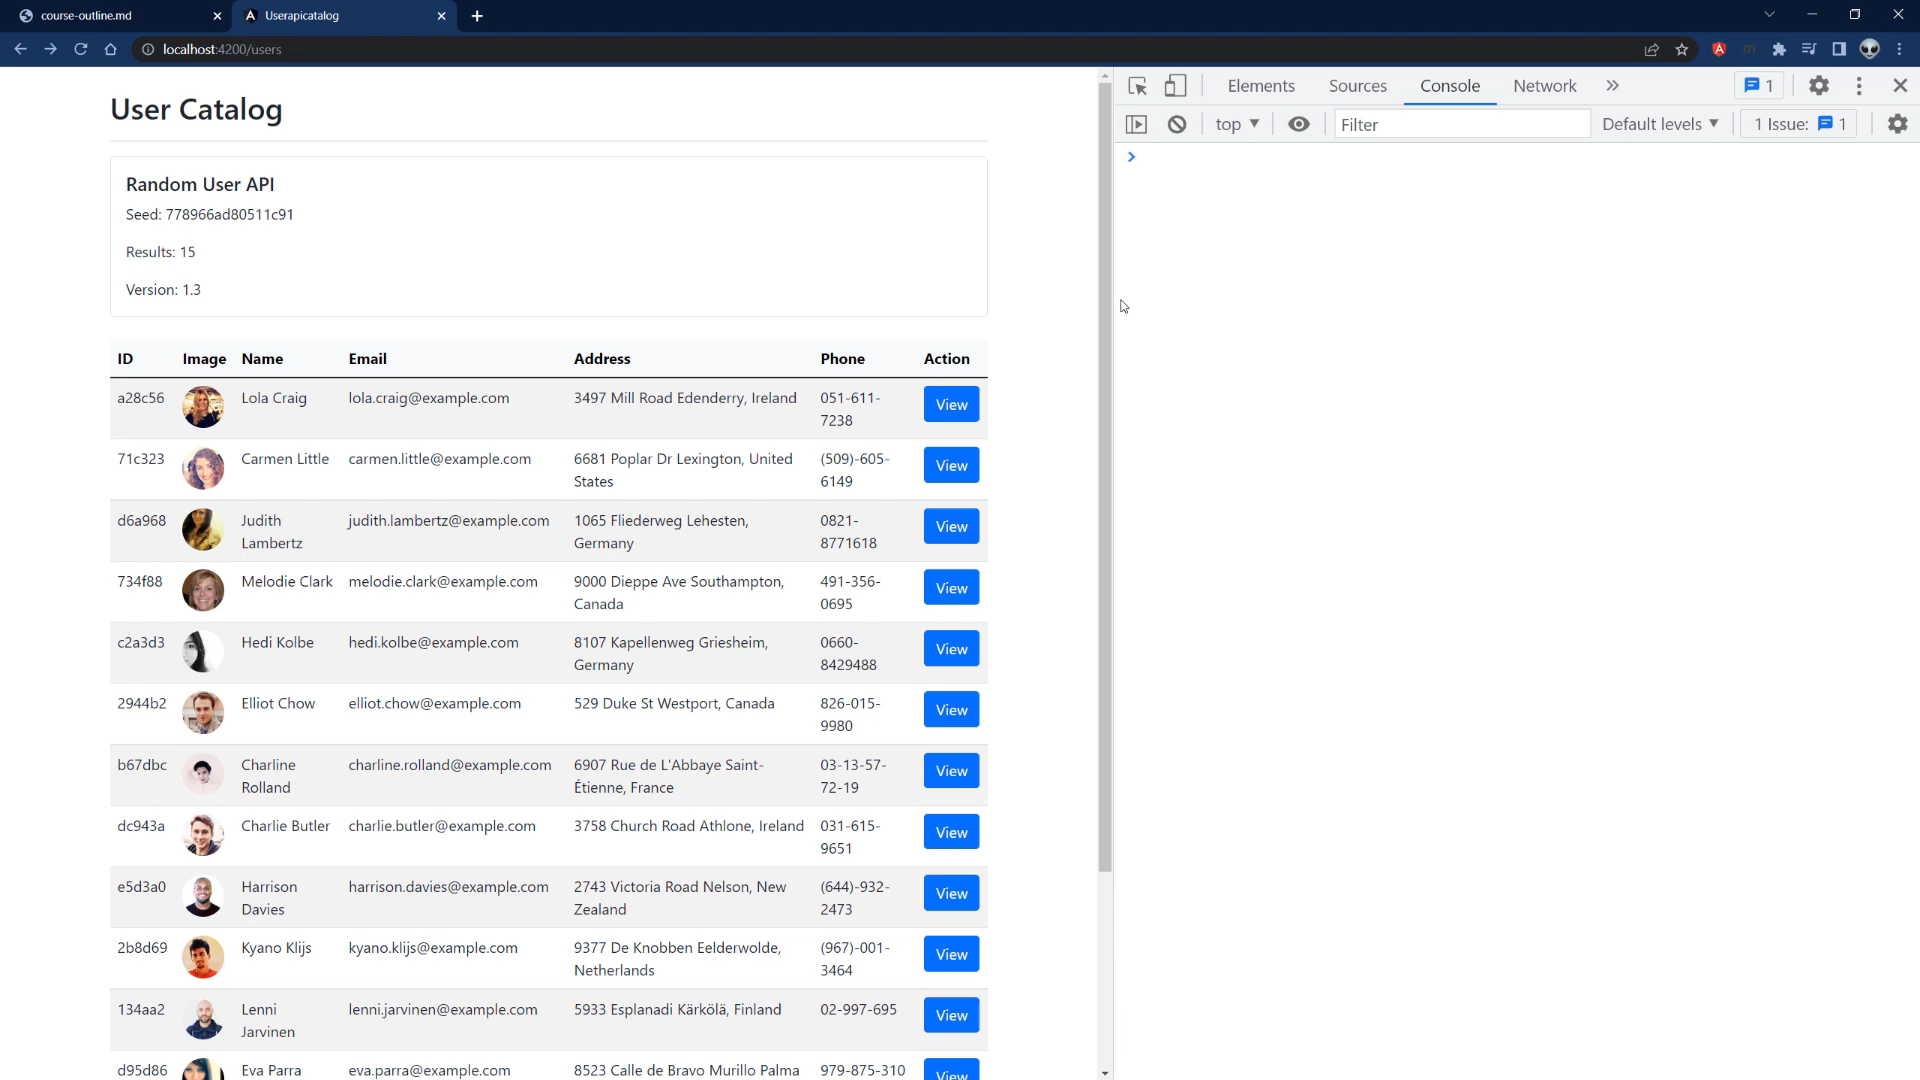 course-outline.md
Userapicatalog
localhost:4200/users
User Catalog
Random User API
Seed: 778966ad80511c91
Results: 15
Version: 1.3
ID Image Name Email Address Phone Action
a28c56 Lola Craig lola.craig@example.com 3497 Mill Road Edenderry, Ireland 051-611-
7238
View
71c323 Carmen Little carmen.little@example.com 6681 Poplar Dr Lexington, United
States
(509)-605-
6149
View
d6a968 Judith
Lambertz
judith.lambertz@example.com 1065 Fliederweg Lehesten,
Germany
0821-
8771618
View
734f88 Melodie Clark melodie.clark@example.com 9000 Dieppe Ave Southampton,
Canada
491-356-
0695
View
c2a3d3 Hedi Kolbe hedi.kolbe@example.com 8107 Kapellenweg Griesheim,
Germany
0660-
8429488
View
2944b2 Elliot Chow elliot.chow@example.com 529 Duke St Westport, Canada 826-015-
9980
View
b67dbc Charline
Rolland
charline.rolland@example.com 6907 Rue de L'Abbaye Saint-
Étienne, France
03-13-57-
72-19
View
dc943a Charlie Butler charlie.butler@example.com 3758 Church Road Athlone, Ireland 031-615-
9651
View
e5d3a0 Harrison
Davies
harrison.davies@example.com 2743 Victoria Road Nelson, New
Zealand
(644)-932-
2473
View
2b8d69 Kyano Klijs kyano.klijs@example.com 9377 De Knobben Eelderwolde,
Netherlands
(967)-001-
3464
View
134aa2 Lenni
Jarvinen
lenni.jarvinen@example.com 5933 Esplanadi Kärkölä, Finland 02-997-695
View
d95d86 Eva Parra eva.parra@example.com 8523 Calle de Bravo Murillo Palma 979-875-310
View
Elements Sources Console Network 1
top Filter Default levels 1 Issue: 1